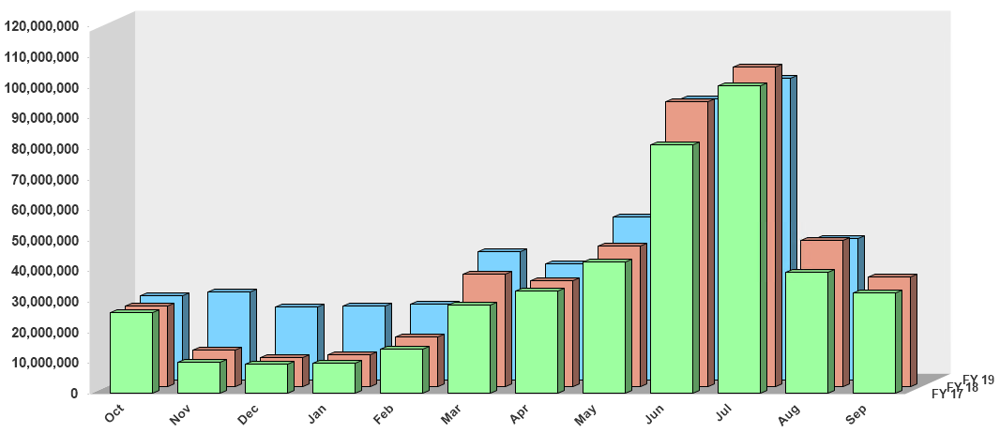 120,000,000
110,000,000
100,000,000
90,000,000
80,000,000
70,000,000
60,000,000
50,000,000
40,000,000
30,000,000
20,000,000
10,000,000
0
Oct
Nov
Dec
Jan
Feb
Mar
Apr
May
Jun
Jul
Aug
Sep
FY 19
FY 18
FY 17